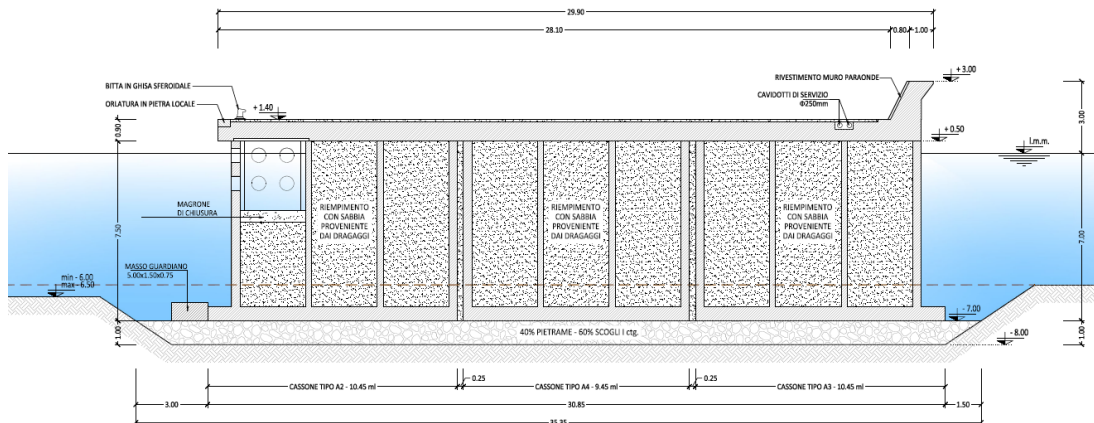 29.90
28.10
0.80
1.00
+ 3.00
RIVESTIMENTO MURO PARAONDE
BITTA IN GHISA SFEROIDALE
CAVIDOTTI DI SERVIZIO
Φ250mm
ORLATURA IN PIETRA LOCALE
+ 1.40
0.90
3.00
+ 0.50
l.m.m.
MAGRONE
DI CHIUSURA
RIEMPIMENTO
CON SABBIA
PROVENIENTE
DAI DRAGAGGI
RIEMPIMENTO
CON SABBIA
PROVENIENTE
DAI DRAGAGGI
RIEMPIMENTO
CON SABBIA
PROVENIENTE
DAI DRAGAGGI
7.50
7.00
MASSO GUARDIANO
5.00x1.50x0.75
min - 6.00
max - 6.50
- 7.00
40% PIETRAME - 60% SCOGLI I ctg.
1.00
- 8.00
1.00
0.25
0.25
CASSONE TIPO A2 - 10.45 ml
CASSONE TIPO A4 - 9.45 ml
CASSONE TIPO A3 - 10.45 ml
3.00
30.85
1.50
35.35